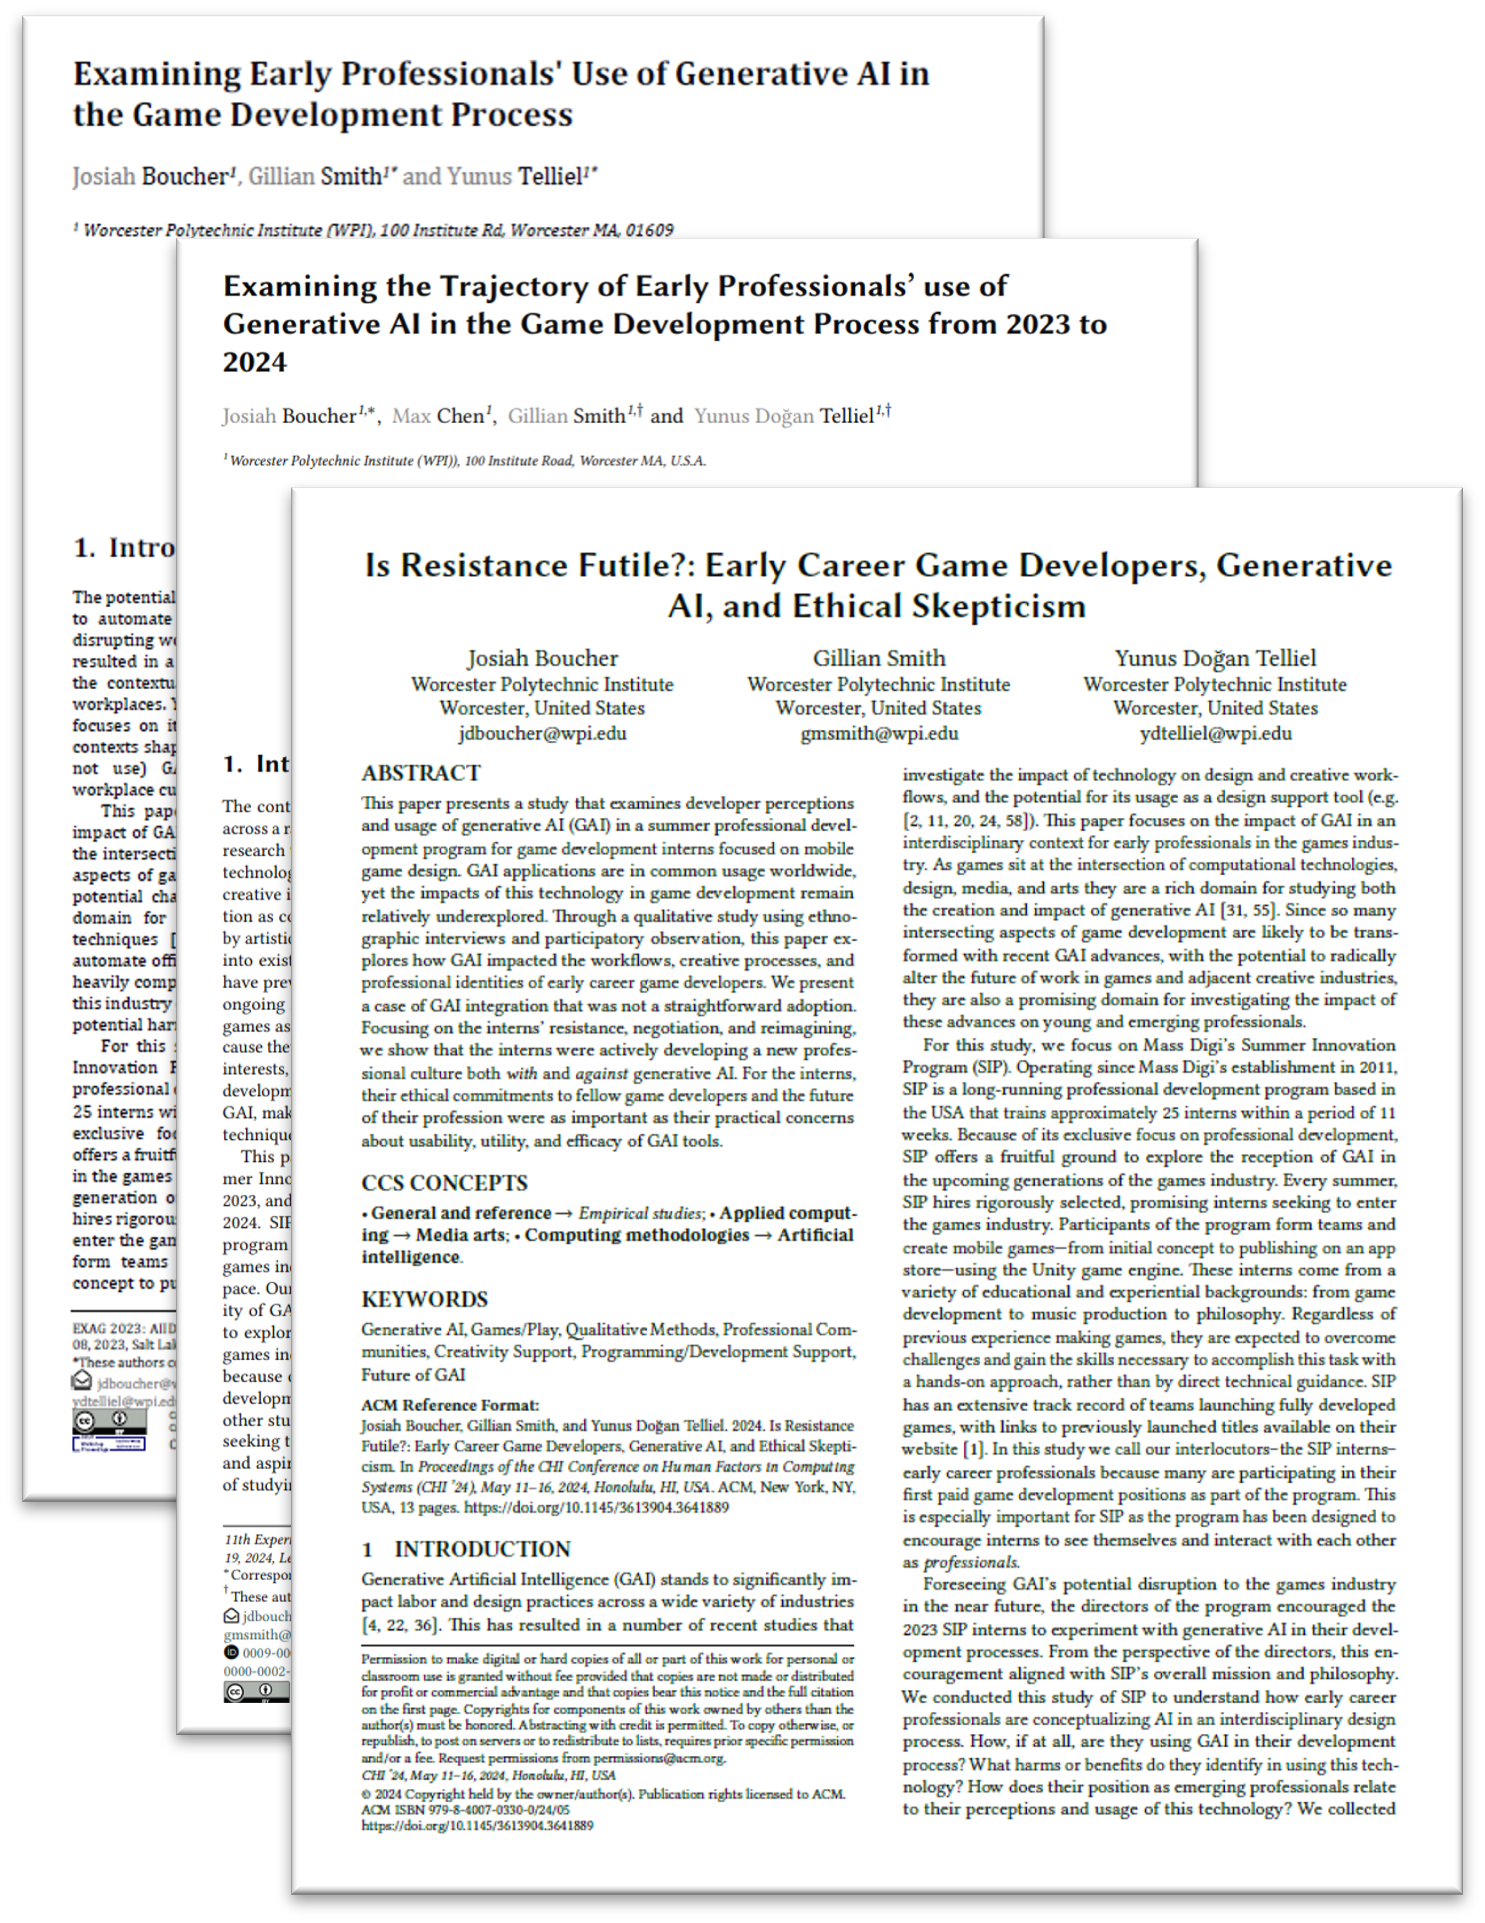 Examining Early Professionals' Use of Generative AI in
the Game Development Process
Josiah Boucher¹, Gillian Smith¹* and Yunus Telliel¹*
¹ Worcester Polytechnic Institute (WPI), 100 Institute Rd, Worcester MA, 01609
1. Intro
The potential
to automate
disrupting
resulted in a
the
workplaces.
focuses on
contexts
not use)
workplace
This
impact of GA
the
aspects of
potential
domain for
techniques [
automate
heavily
this industry
potential
For this
Innovation
professional
25 interns
exclusive
offers a
in the games
generation
hires
enter the
form teams
concept to
EXAG 2023:
08, 2023, Salt
*These authors
jdboucher@
ydtelliel@wpi.
Examining the Trajectory of Early Professionals’ use of
Generative AI in the Game Development Process from 2023 to
2024
Josiah Boucher¹,*, Max Chen¹, Gillian Smith¹,† and Yunus Doğan Telliel¹,†
¹ Worcester Polytechnic Institute (WPI)), 100 Institute Road, Worcester MA, U.S.A.
1. Int
The cont
across a
research
technolog
creative i
tion as
by artistic
into exist
have prev
ongoing
games as
cause the
interests,
developm
GAI, mak
technique
This p
mer Inno
2023, and
2024. SIP
program
games in
pace. Our
ity of GA
to explor
games in
because
developm
other stu
seeking t
and aspir
of studyi
11th Exper
19, 2024, Le
*Correspon
†These aut
jdbouch
gmsmith@
0009-00
0000-0002-
Is Resistance Futile?: Early Career Game Developers, Generative
AI, and Ethical Skepticism
Josiah Boucher
Worcester Polytechnic Institute
Worcester, United States
jdboucher@wpi.edu
Gillian Smith
Worcester Polytechnic Institute
Worcester, United States
gmsmith@wpi.edu
Yunus Doğan Telliel
Worcester Polytechnic Institute
Worcester, United States
ydtelliel@wpi.edu
ABSTRACT
This paper presents a study that examines developer perceptions
and usage of generative AI (GAI) in a summer professional devel-
opment program for game development interns focused on mobile
game design. GAI applications are in common usage worldwide,
yet the impacts of this technology in game development remain
relatively underexplored. Through a qualitative study using ethno-
graphic interviews and participatory observation, this paper ex-
plores how GAI impacted the workflows, creative processes, and
professional identities of early career game developers. We present
a case of GAI integration that was not a straightforward adoption.
Focusing on the interns' resistance, negotiation, and reimagining,
we show that the interns were actively developing a new profes-
sional culture both with and against generative AI. For the interns,
their ethical commitments to fellow game developers and the future
of their profession were as important as their practical concerns
about usability, utility, and efficacy of GAI tools.
CCS CONCEPTS
• General and reference → Empirical studies; • Applied comput-
ing → Media arts; • Computing methodologies → Artificial
intelligence.
KEYWORDS
Generative AI, Games/Play, Qualitative Methods, Professional Com-
munities, Creativity Support, Programming/Development Support,
Future of GAI
ACM Reference Format:
Josiah Boucher, Gillian Smith, and Yunus Doğan Telliel. 2024. Is Resistance
Futile?: Early Career Game Developers, Generative AI, and Ethical Skepti-
cism. In Proceedings of the CHI Conference on Human Factors in Computing
Systems (CHI '24), May 11–16, 2024, Honolulu, HI, USA. ACM, New York, NY,
USA, 13 pages. https://doi.org/10.1145/3613904.3641889
1 INTRODUCTION
Generative Artificial Intelligence (GAI) stands to significantly im-
pact labor and design practices across a wide variety of industries
[4, 22, 36]. This has resulted in a number of recent studies that
Permission to make digital or hard copies of all or part of this work for personal or
classroom use is granted without fee provided that copies are not made or distributed
for profit or commercial advantage and that copies bear this notice and the full citation
on the first page. Copyrights for components of this work owned by others than the
author(s) must be honored. Abstracting with credit is permitted. To copy otherwise, or
republish, to post on servers or to redistribute to lists, requires prior specific permission
and/or a fee. Request permissions from permissions@acm.org.
CHI '24, May 11–16, 2024, Honolulu, HI, USA
© 2024 Copyright held by the owner/author(s). Publication rights licensed to ACM.
ACM ISBN 979-8-4007-0330-0/24/05
https://doi.org/10.1145/3613904.3641889
investigate the impact of technology on design and creative work-
flows, and the potential for its usage as a design support tool (e.g.
[2, 11, 20, 24, 58]). This paper focuses on the impact of GAI in an
interdisciplinary context for early professionals in the games indus-
try. As games sit at the intersection of computational technologies,
design, media, and arts they are a rich domain for studying both
the creation and impact of generative AI [31, 55]. Since so many
intersecting aspects of game development are likely to be trans-
formed with recent GAI advances, with the potential to radically
alter the future of work in games and adjacent creative industries,
they are also a promising domain for investigating the impact of
these advances on young and emerging professionals.
For this study, we focus on Mass Digi's Summer Innovation
Program (SIP). Operating since Mass Digi's establishment in 2011,
SIP is a long-running professional development program based in
the USA that trains approximately 25 interns within a period of 11
weeks. Because of its exclusive focus on professional development,
SIP offers a fruitful ground to explore the reception of GAI in
the upcoming generations of the games industry. Every summer,
SIP hires rigorously selected, promising interns seeking to enter
the games industry. Participants of the program form teams and
create mobile games—from initial concept to publishing on an app
store—using the Unity game engine. These interns come from a
variety of educational and experiential backgrounds: from game
development to music production to philosophy. Regardless of
previous experience making games, they are expected to overcome
challenges and gain the skills necessary to accomplish this task with
a hands-on approach, rather than by direct technical guidance. SIP
has an extensive track record of teams launching fully developed
games, with links to previously launched titles available on their
website [1]. In this study we call our interlocutors–the SIP interns–
early career professionals because many are participating in their
first paid game development positions as part of the program. This
is especially important for SIP as the program has been designed to
encourage interns to see themselves and interact with each other
as professionals.
Foreseeing GAI's potential disruption to the games industry
in the near future, the directors of the program encouraged the
2023 SIP interns to experiment with generative AI in their devel-
opment processes. From the perspective of the directors, this en-
couragement aligned with SIP's overall mission and philosophy.
We conducted this study of SIP to understand how early career
professionals are conceptualizing AI in an interdisciplinary design
process. How, if at all, are they using GAI in their development
process? What harms or benefits do they identify in using this tech-
nology? How does their position as emerging professionals relate
to their perceptions and usage of this technology? We collected